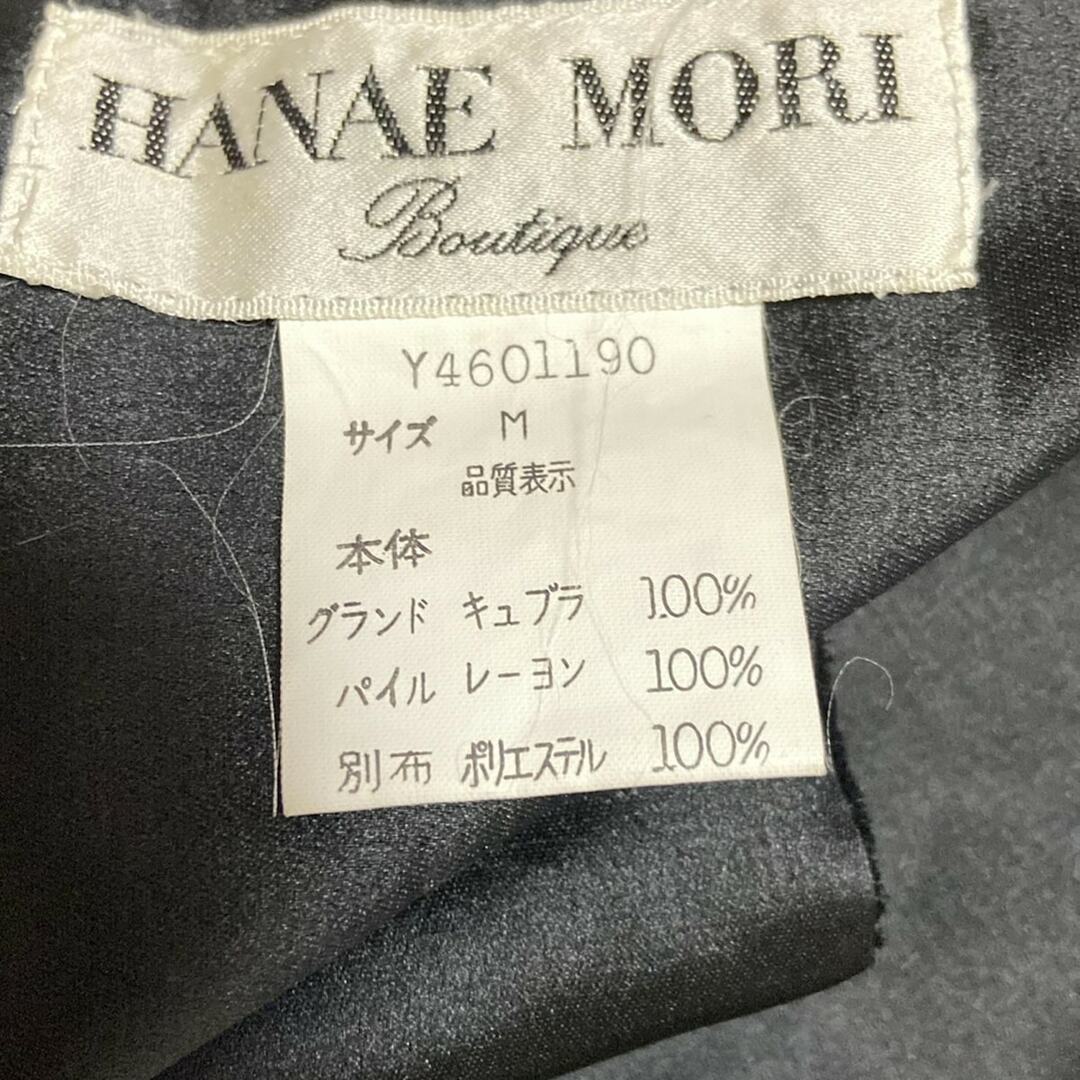 HANAE MORI
Boutique
Y4601190
サイズ M
品質表示
本体
グランド キュブラ 100%
パイル レーヨン 100%
別布 ポリエステル 100%